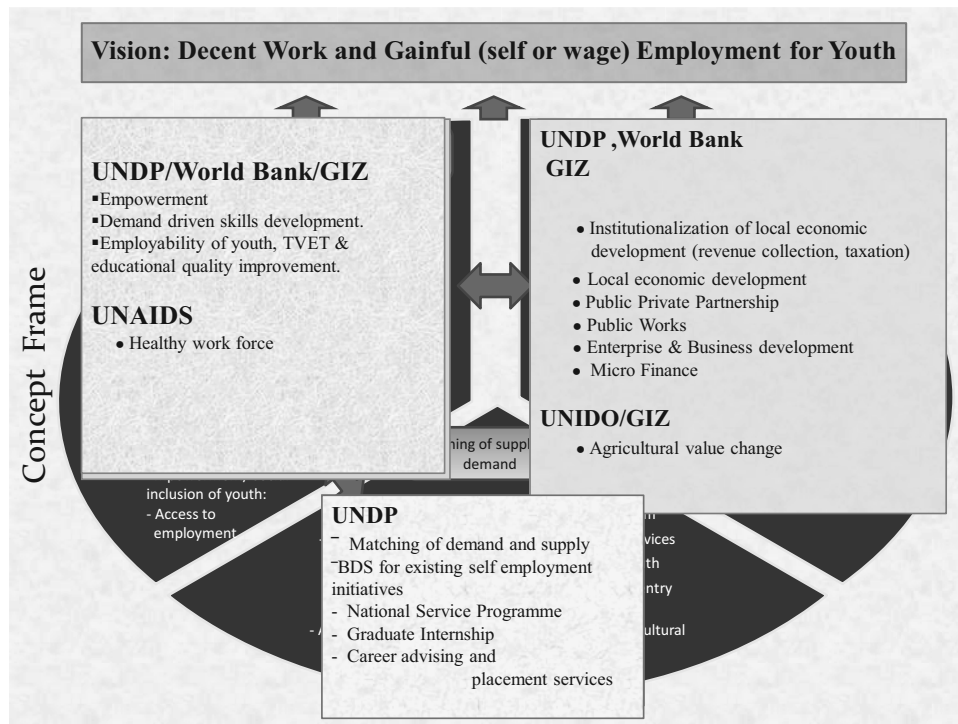 Vision: Decent Work and Gainful (self or wage) Employment for Youth
Concept Frame
UNDP/World Bank/GIZ
▪Empowerment
▪Demand driven skills development.
▪Employability of youth, TVET &
educational quality improvement.
UNAIDS
• Healthy work force
UNDP ,World Bank
GIZ
• Institutionalization of local economic
development (revenue collection, taxation)
• Local economic development
• Public Private Partnership
• Public Works
• Enterprise & Business development
• Micro Finance
UNIDO/GIZ
• Agricultural value change
of
demand
inclusion of youth:
- Access to
employment
UNDP
- Matching of demand and supply
-BDS for existing self employment
initiatives
- National Service Programme
- Graduate Internship
- Career advising and
placement services